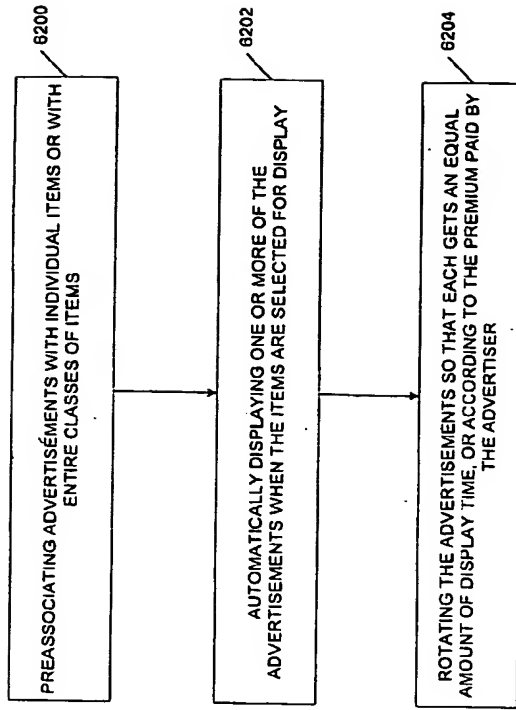 6200
PREASSOCIATING ADVERTISÉMENTS WITH INDIVIDUAL ITEMS OR WITH
ENTIRE CLASSES OF ITEMS
6202
AUTOMATICALLY DISPLAYING ONE OR MORE OF THE
ADVERTISEMENTS WHEN THE ITEMS ARE SELECTED FOR DISPLAY
6204
ROTATING THE ADVERTISEMENTS SO THAT EACH GETS AN EQUAL
AMOUNT OF DISPLAY TIME, OR ACCORDING TO THE PREMIUM PAID BY
THE ADVERTISER